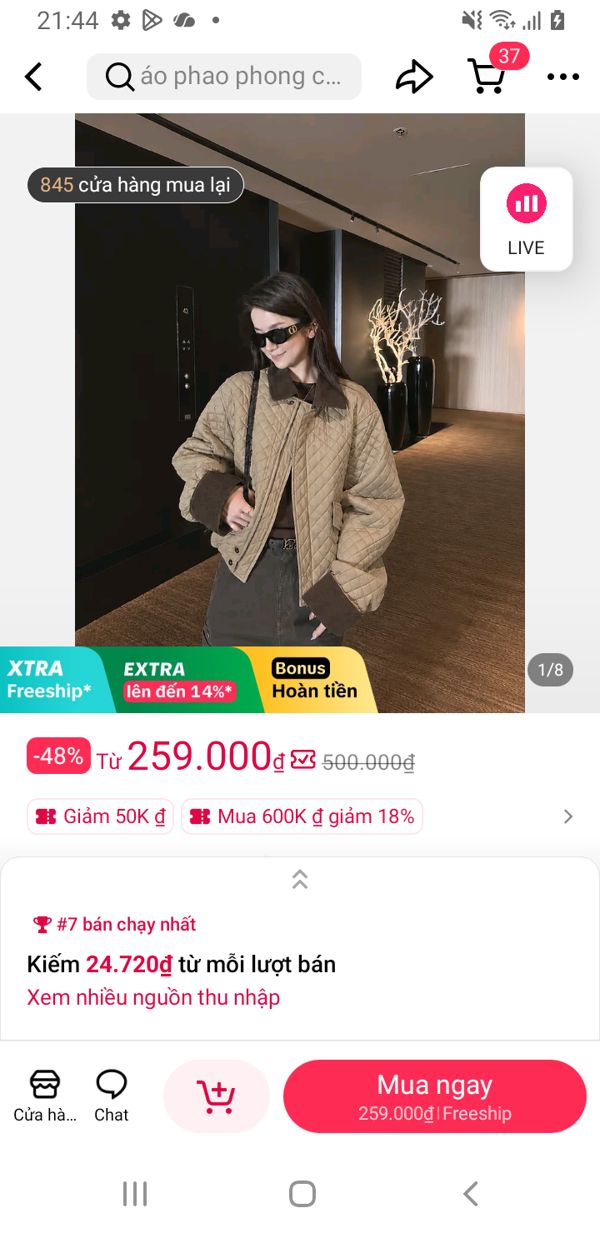 21:44
37
áo phao phong c...
845 cửa hàng mua lại
LIVE
XTRA
Freeship*
EXTRA
lên đến 14%*
Bonus
Hoàn tiền
1/8
-48% Từ 259.000₫ 500.000₫
Giảm 50K ₫
Mua 600K ₫ giảm 18%
#7 bán chạy nhất
Kiếm 24.720₫ từ mỗi lượt bán
Xem nhiều nguồn thu nhập
Cửa hà...
Chat
Mua ngay
259.000₫ | Freeship